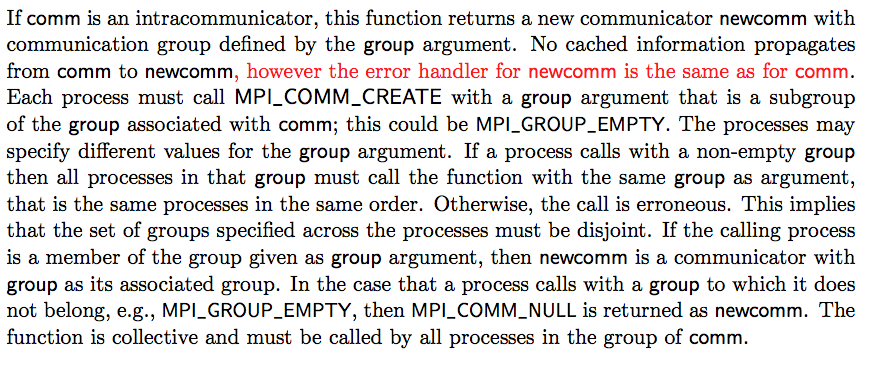 If comm is an intracommunicator, this function returns a new communicator newcomm with
communication group defined by the group argument. No cached information propagates
from comm to newcomm, however the error handler for newcomm is the same as for comm.
Each process must call MPI_COMM_CREATE with a group argument that is a subgroup
of the group associated with comm; this could be MPI_GROUP_EMPTY. The processes may
specify different values for the group argument. If a process calls with a non-empty group
then all processes in that group must call the function with the same group as argument,
that is the same processes in the same order. Otherwise, the call is erroneous. This implies
that the set of groups specified across the processes must be disjoint. If the calling process
is a member of the group given as group argument, then newcomm is a communicator with
group as its associated group. In the case that a process calls with a group to which it does
not belong, e.g., MPI_GROUP_EMPTY, then MPI_COMM_NULL is returned as newcomm. The
function is collective and must be called by all processes in the group of comm.